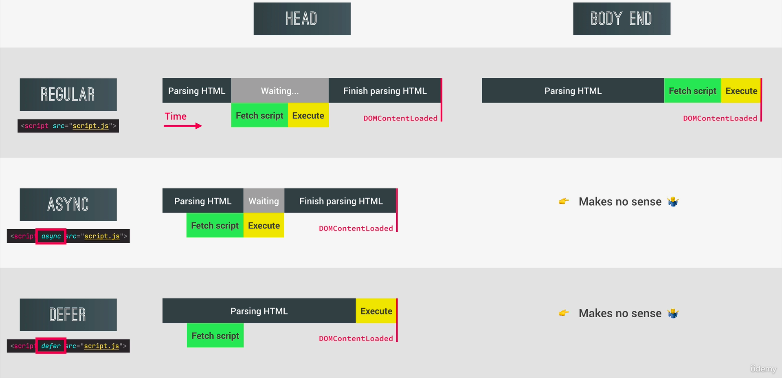 HEAD
BODY END
REGULAR
<script src="script.js">
Parsing HTML
Waiting...
Finish parsing HTML
Fetch script
Execute
Time
DOMContentLoaded
Parsing HTML
Fetch script
Execute
DOMContentLoaded
ASYNC
<script async src="script.js">
Parsing HTML
Waiting
Finish parsing HTML
Fetch script
Execute
DOMContentLoaded
👉 Makes no sense 🤷‍♂️
DEFER
<script defer src="script.js">
Parsing HTML
Execute
Fetch script
DOMContentLoaded
👉 Makes no sense 🤷‍♂️
ûdemy